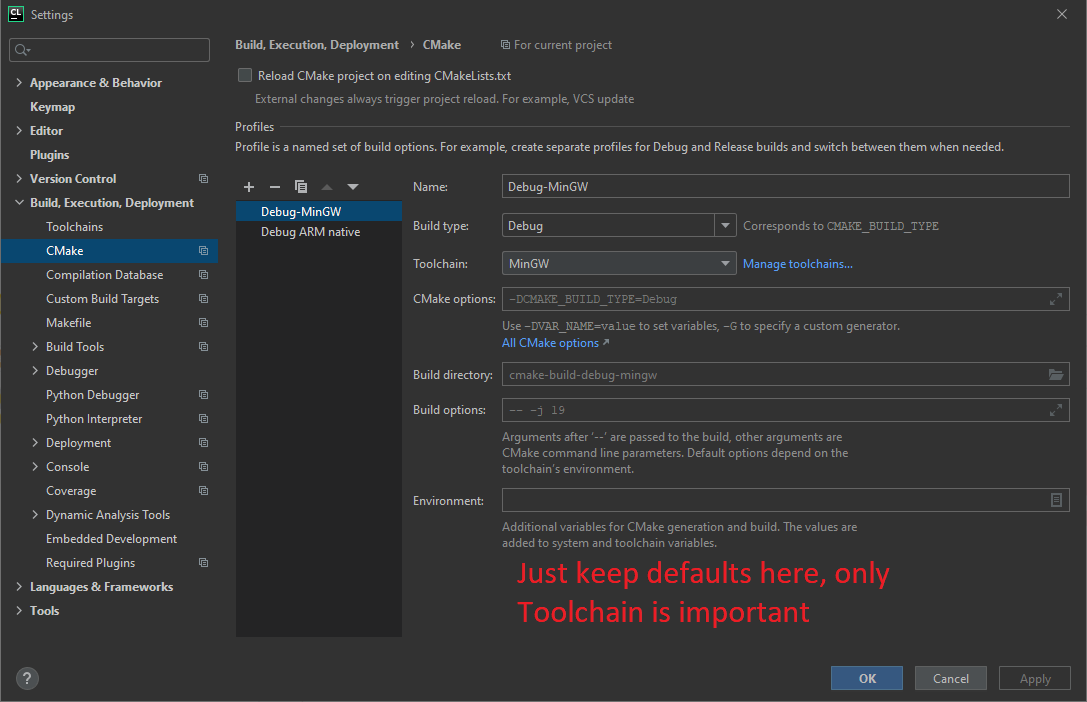 CL Settings
Build, Execution, Deployment › CMake For current project
Reload CMake project on editing CMakeLists.txt
External changes always trigger project reload. For example, VCS update
Appearance & Behavior
Keymap
Editor
Plugins
Version Control
Build, Execution, Deployment
Toolchains
CMake
Compilation Database
Custom Build Targets
Makefile
Build Tools
Debugger
Python Debugger
Python Interpreter
Deployment
Console
Coverage
Dynamic Analysis Tools
Embedded Development
Required Plugins
Languages & Frameworks
Tools
Profiles
Profile is a named set of build options. For example, create separate profiles for Debug and Release builds and switch between them when needed.
Debug-MinGW
Debug ARM native
Name: Debug-MinGW
Build type: Debug Corresponds to CMAKE_BUILD_TYPE
Toolchain: MinGW Manage toolchains...
CMake options: -DCMAKE_BUILD_TYPE=Debug
Use -DVAR_NAME=value to set variables, -G to specify a custom generator.
All CMake options ↗
Build directory: cmake-build-debug-mingw
Build options: -- -j 19
Arguments after '--' are passed to the build, other arguments are
CMake command line parameters. Default options depend on the
toolchain's environment.
Environment:
Additional variables for CMake generation and build. The values are
added to system and toolchain variables.
Just keep defaults here, only
Toolchain is important
? OK Cancel Apply